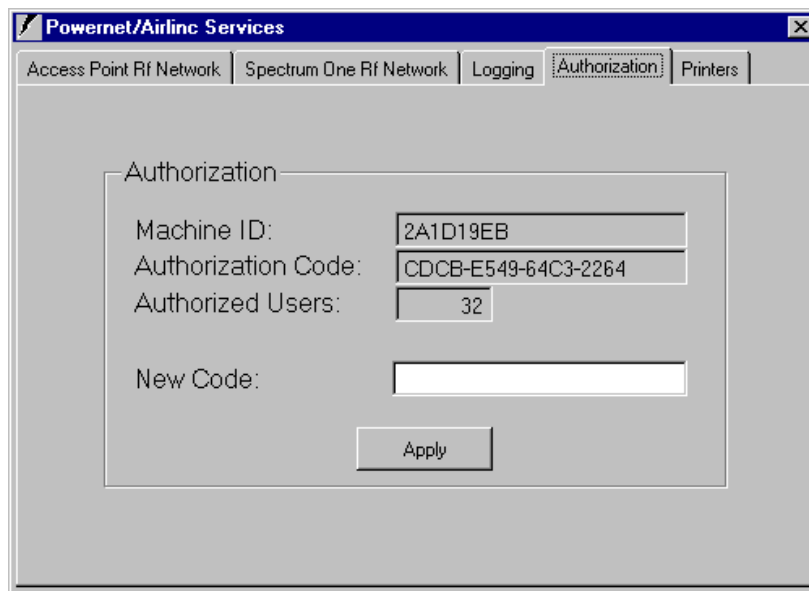 Powernet/Airlinc Services
Access Point Rf Network Spectrum One Rf Network Logging Authorization Printers
Authorization
Machine ID: 2A1D19EB
Authorization Code: CDCB-E549-64C3-2264
Authorized Users: 32
New Code:
Apply